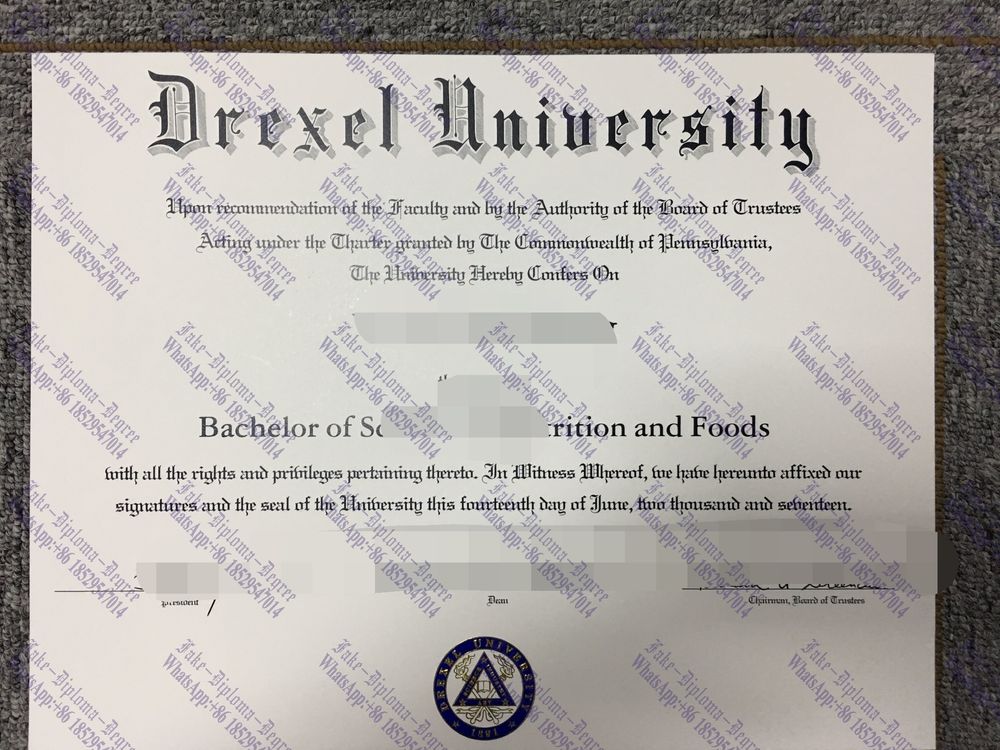 Drexel University
Upon recommendation of the Faculty and by the Authority of the Board of Trustees
Acting under the Charter granted by The Commonwealth of Pennsylvania,
The University Hereby Confers On
Bachelor of Sc trition and Foods
with all the rights and privileges pertaining thereto. In Witness Whereof, we have hereunto affixed our
signatures and the seal of the University this fourteenth day of June, two thousand and seventeen.
President Dean Chairman, Board of Trustees
DREXEL UNIVERSITY
ART
1891
Fake-Diploma-Degree
WhatsApp:+86 18529547014